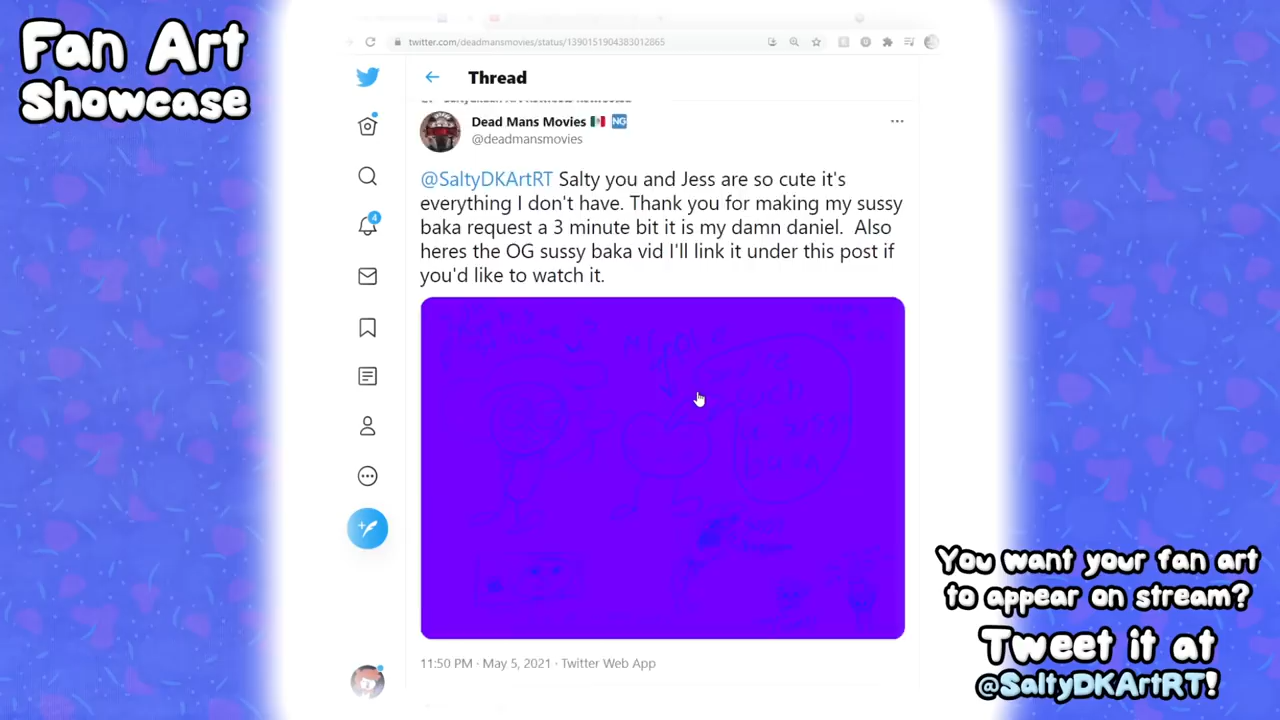 Fan Art
Showcase
twitter.com/deadmansmovies/status/1390151904383012865
Thread
Dead Mans Movies 🇲🇽 🆖
@deadmansmovies
@SaltyDKArtRT Salty you and Jess are so cute it's
everything I don't have. Thank you for making my sussy
baka request a 3 minute bit it is my damn daniel.  Also
heres the OG sussy baka vid I'll link it under this post if
you'd like to watch it.
such
sussy
baka
4
11:50 PM · May 5, 2021 · Twitter Web App
You want your fan art
to appear on stream?
Tweet it at
@SaltyDKArtRT!